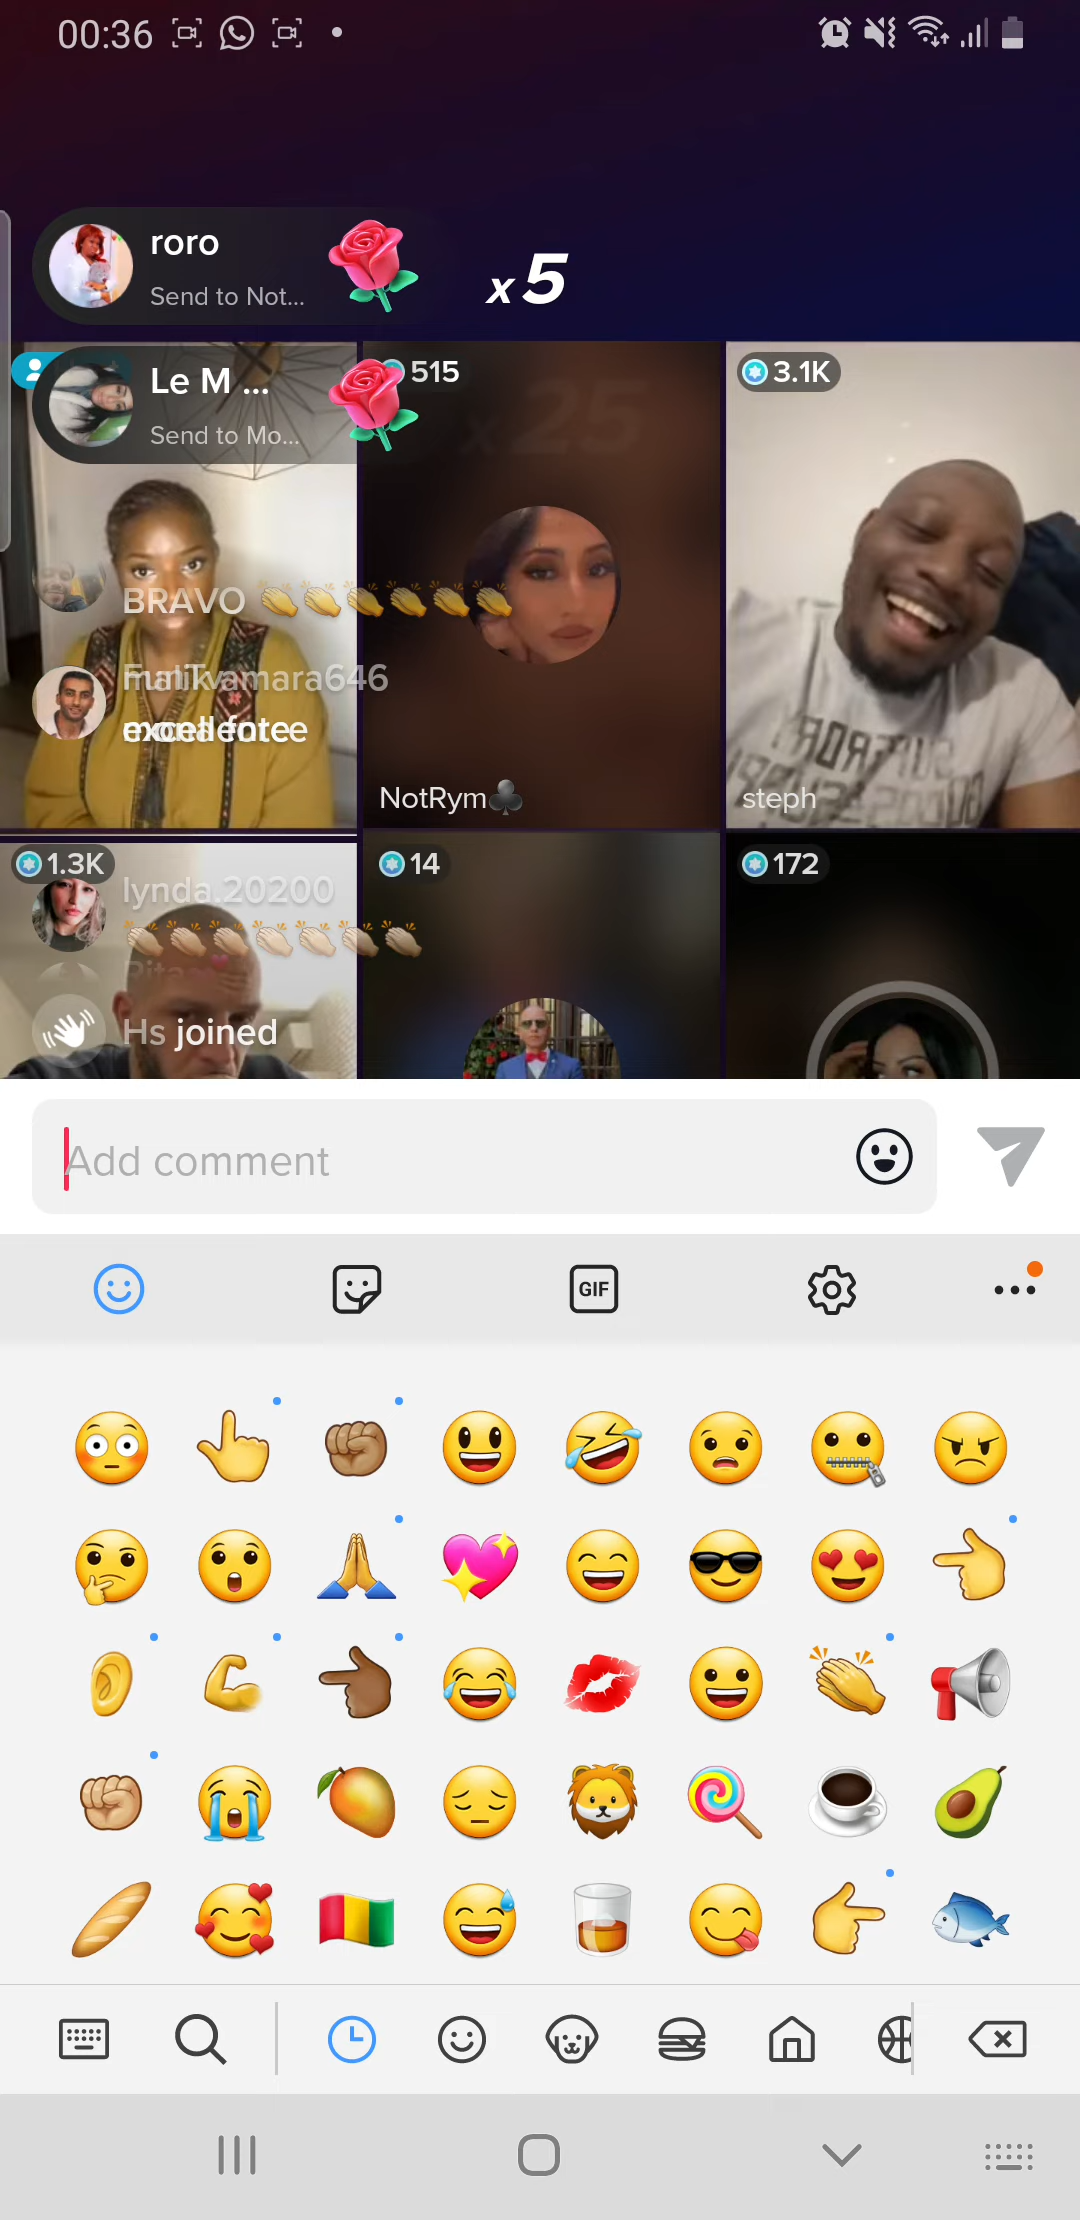 00:36
roro
Send to Not...
x5
Le M ...
Send to Mo...
515
x25
3.1K
BRAVO 👏👏👏👏👏👏
NotRym♣
steph
1.3K
14
172
lynda.20200
👏🏼👏🏼👏🏼👏🏼👏🏼👏🏼👏🏼
Hs joined
Add comment
GIF